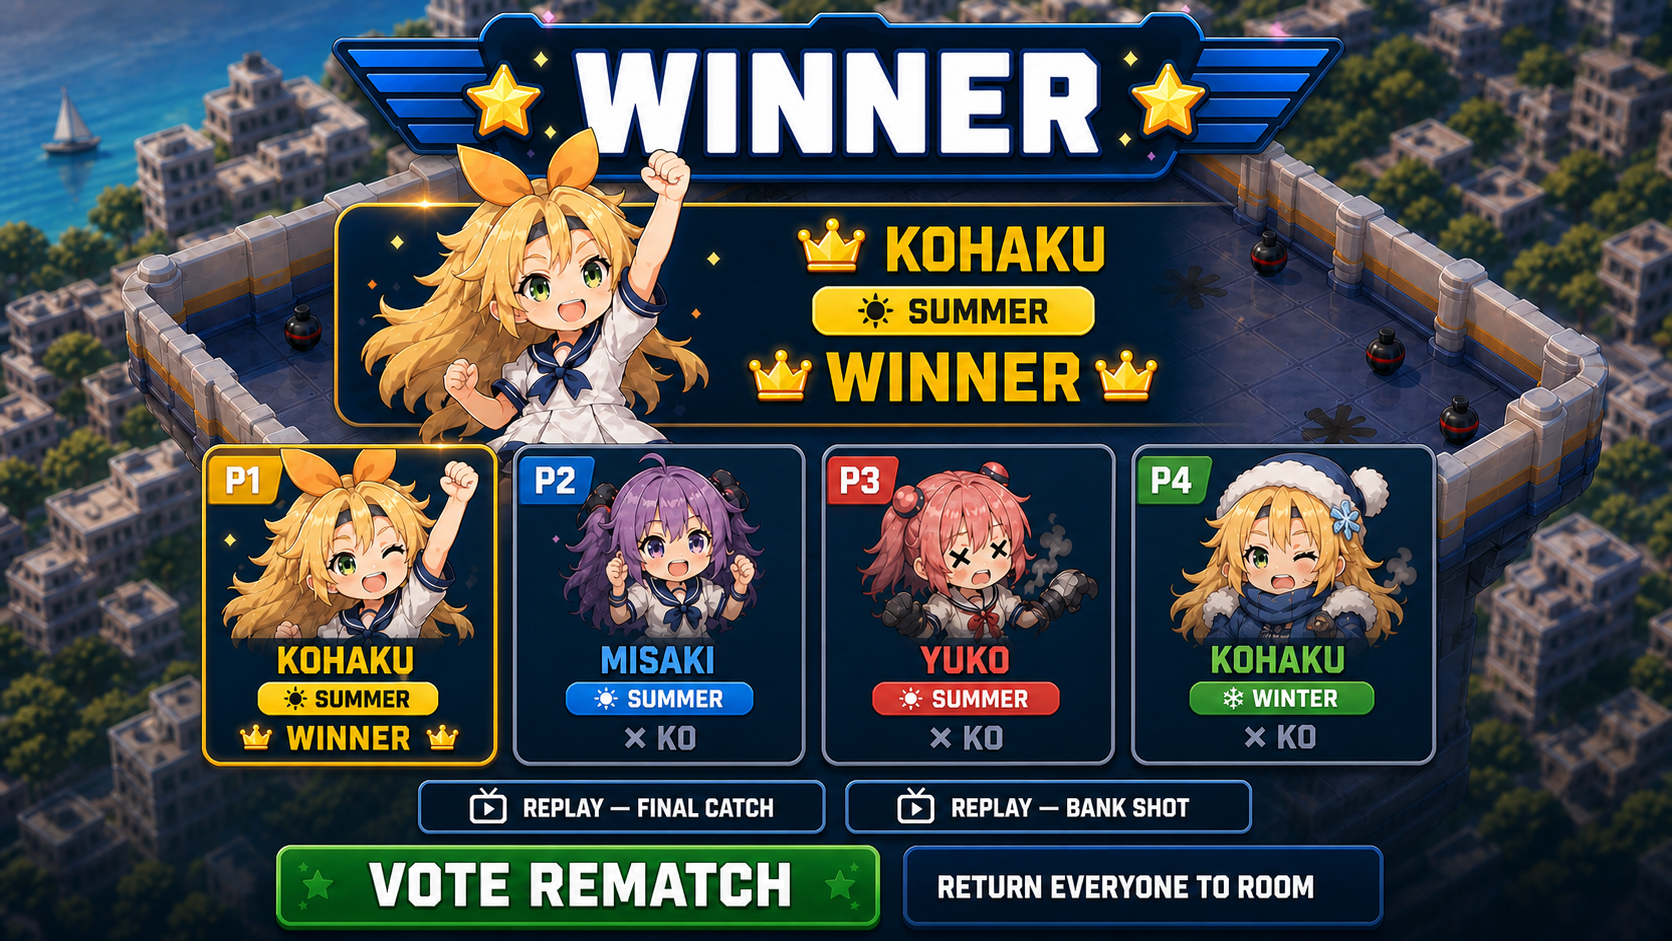 WINNER
KOHAKU
SUMMER
WINNER
P1
KOHAKU
SUMMER
WINNER
P2
MISAKI
SUMMER
× KO
P3
YUKO
SUMMER
× KO
P4
KOHAKU
WINTER
× KO
REPLAY — FINAL CATCH
REPLAY — BANK SHOT
VOTE REMATCH
RETURN EVERYONE TO ROOM